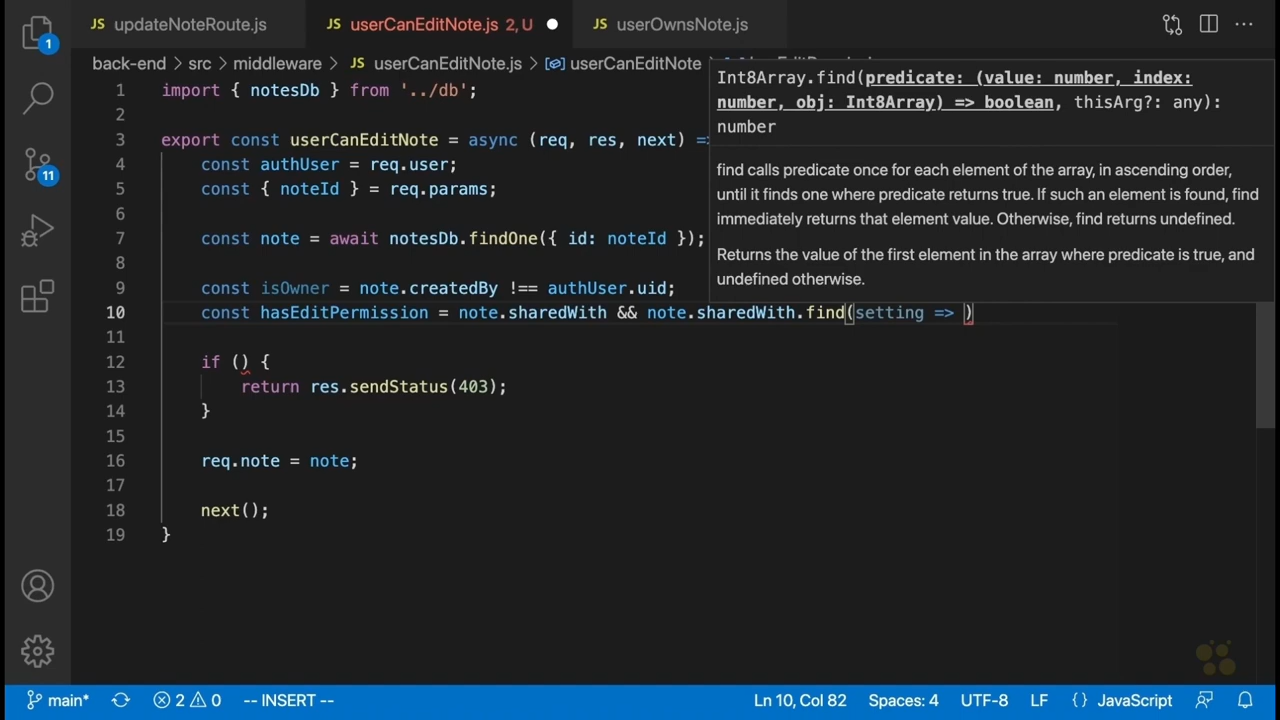 JS updateNoteRoute.js JS userCanEditNote.js 2, U JS userOwnsNote.js ···
1
back-end > src > middleware > JS userCanEditNote.js > userCanEditNote >
Int8Array.find(predicate: (value: number, index:
number, obj: Int8Array) => boolean, thisArg?: any):
number
find calls predicate once for each element of the array, in ascending order,
until it finds one where predicate returns true. If such an element is found, find
immediately returns that element value. Otherwise, find returns undefined.
Returns the value of the first element in the array where predicate is true, and
undefined otherwise.
11
1 import { notesDb } from '../db';
2
3 export const userCanEditNote = async (req, res, next) =>
4 const authUser = req.user;
5 const { noteId } = req.params;
6
7 const note = await notesDb.findOne({ id: noteId });
8
9 const isOwner = note.createdBy !== authUser.uid;
10 const hasEditPermission = note.sharedWith && note.sharedWith.find(setting => )
11
12 if () {
13 return res.sendStatus(403);
14 }
15
16 req.note = note;
17
18 next();
19 }
main* 2 0 -- INSERT -- Ln 10, Col 82 Spaces: 4 UTF-8 LF {} JavaScript